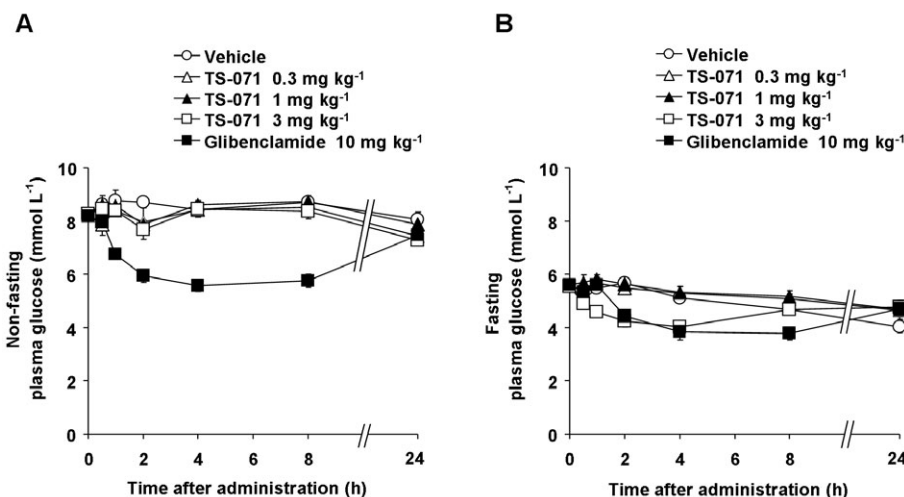 A
Vehicle
TS-071 0.3 mg kg⁻¹
TS-071 1 mg kg⁻¹
TS-071 3 mg kg⁻¹
Glibenclamide 10 mg kg⁻¹
Non-fasting
plasma glucose (mmol L⁻¹)
10
8
6
4
2
0
0 2 4 6 8 24
Time after administration (h)
B
Vehicle
TS-071 0.3 mg kg⁻¹
TS-071 1 mg kg⁻¹
TS-071 3 mg kg⁻¹
Glibenclamide 10 mg kg⁻¹
Fasting
plasma glucose (mmol L⁻¹)
10
8
6
4
2
0
0 2 4 6 8 24
Time after administration (h)